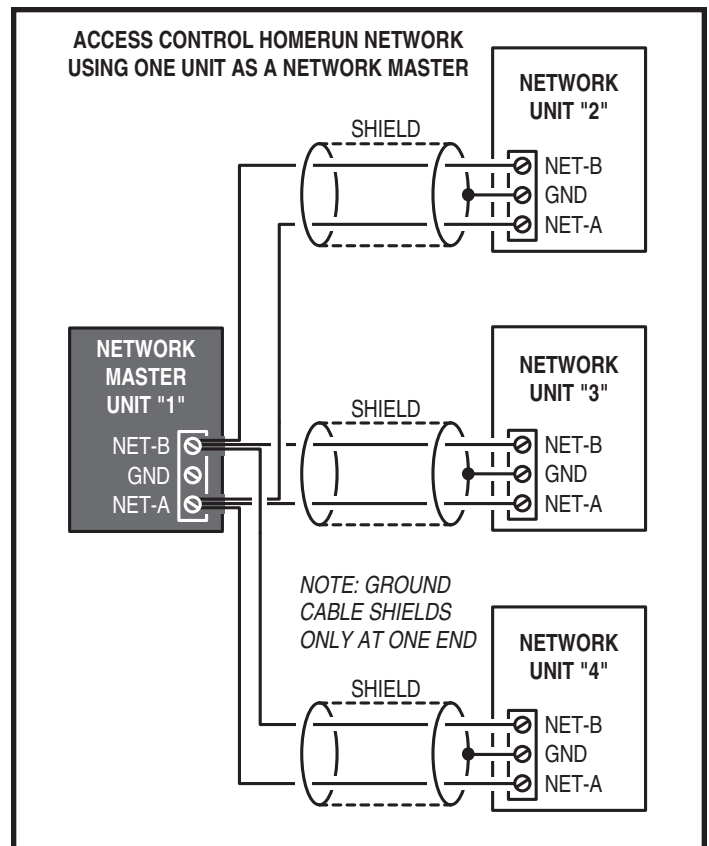 ACCESS CONTROL HOMERUN NETWORK
USING ONE UNIT AS A NETWORK MASTER
NETWORK
UNIT "2"
SHIELD
NET-B
GND
NET-A
NETWORK
MASTER
UNIT "1"
NET-B
GND
NET-A
NETWORK
UNIT "3"
SHIELD
NET-B
GND
NET-A
NOTE: GROUND
CABLE SHIELDS
ONLY AT ONE END
NETWORK
UNIT "4"
SHIELD
NET-B
GND
NET-A